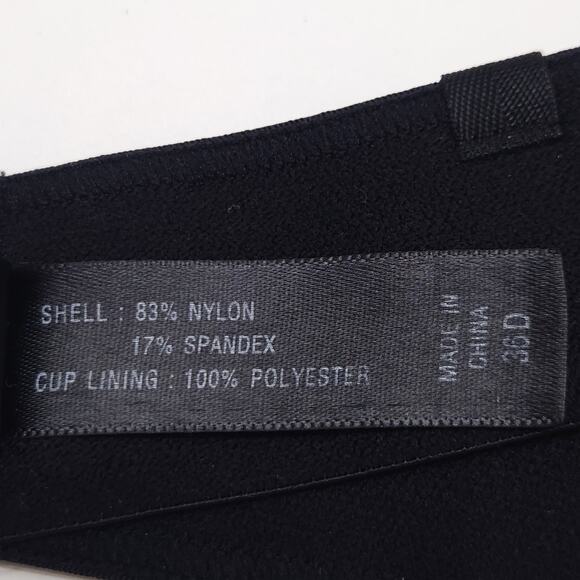 SHELL : 83% NYLON
17% SPANDEX
CUP LINING : 100% POLYESTER
MADE IN
CHINA
36D